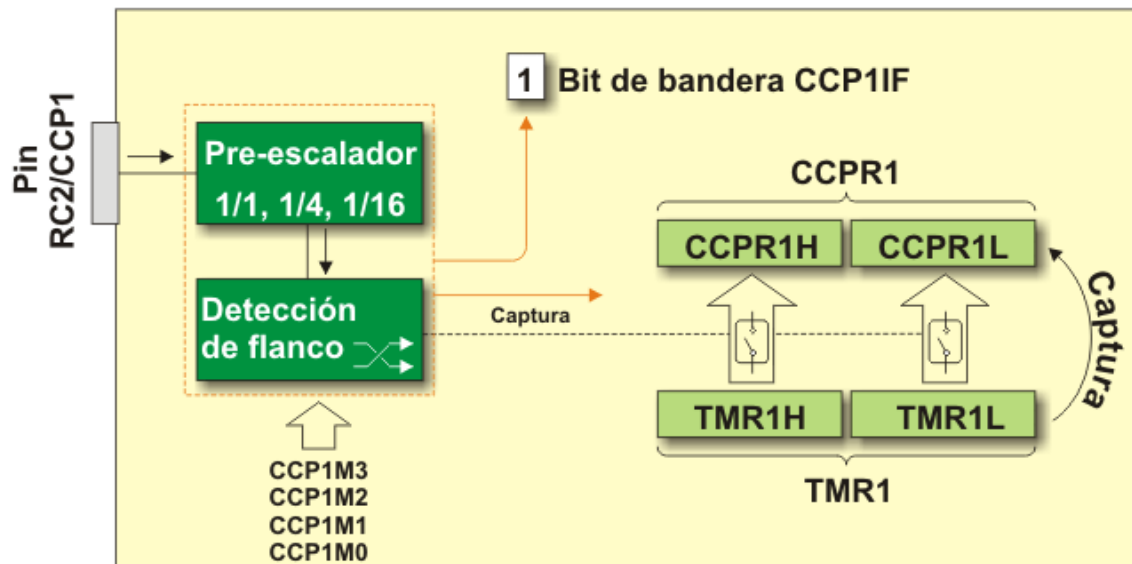 Pin
RC2/CCP1
Pre-escalador
1/1, 1/4, 1/16
Detección
de flanco
CCP1M3
CCP1M2
CCP1M1
CCP1M0
1 Bit de bandera CCP1IF
Captura
CCPR1
CCPR1H CCPR1L
TMR1H TMR1L
TMR1
Captura